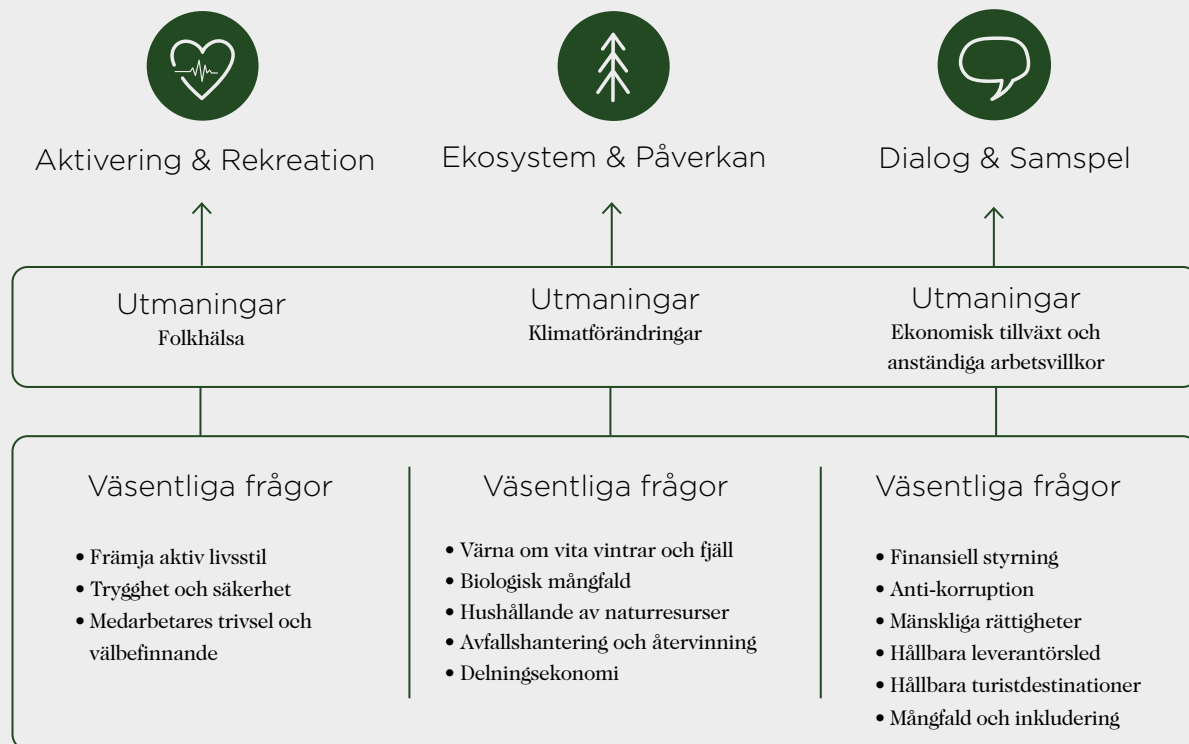 Aktivering & Rekreation
Ekosystem & Påverkan
Dialog & Samspel
Utmaningar
Folkhälsa
Utmaningar
Klimatförändringar
Utmaningar
Ekonomisk tillväxt och
anständiga arbetsvillkor
Väsentliga frågor
• Främja aktiv livsstil
• Trygghet och säkerhet
• Medarbetares trivsel och
välbefinnande
Väsentliga frågor
• Värna om vita vintrar och fjäll
• Biologisk mångfald
• Hushållande av naturresurser
• Avfallshantering och återvinning
• Delningsekonomi
Väsentliga frågor
• Finansiell styrning
• Anti-korruption
• Mänskliga rättigheter
• Hållbara leverantörsled
• Hållbara turistdestinationer
• Mångfald och inkludering